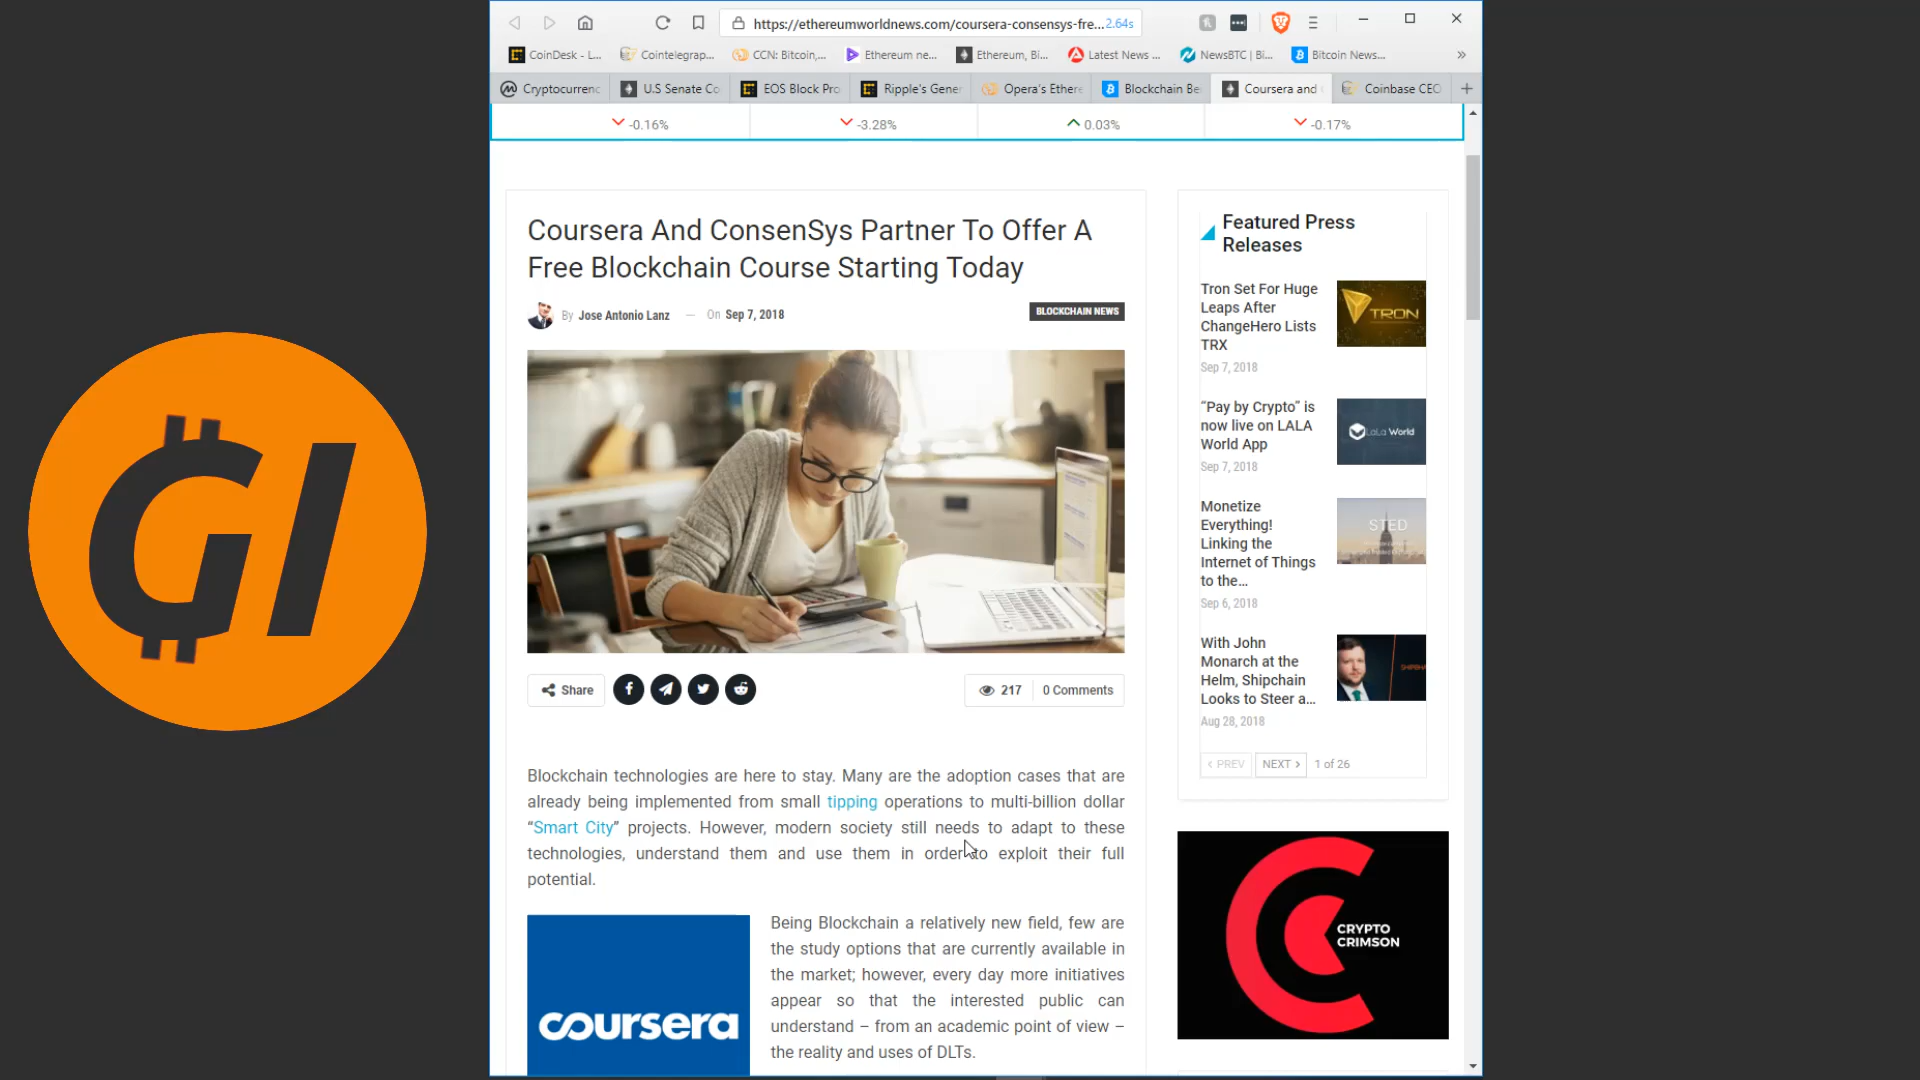 https://ethereumworldnews.com/coursera-consensys-fre...2.64s
CoinDesk - L...
Cointelegrap...
CCN: Bitcoin,...
Ethereum ne...
Ethereum, Bi...
Latest News ...
NewsBTC | Bi...
Bitcoin News...
»
Cryptocurrenc
U.S Senate Co
EOS Block Pro
Ripple's Gener
Opera's Ethere
Blockchain Be
Coursera and
Coinbase CEO
-0.16%
-3.28%
0.03%
-0.17%
Coursera And ConsenSys Partner To Offer A
Free Blockchain Course Starting Today
By Jose Antonio Lanz — On Sep 7, 2018
BLOCKCHAIN NEWS
Share
217
0 Comments
Blockchain technologies are here to stay. Many are the adoption cases that are
already being implemented from small tipping operations to multi-billion dollar
“Smart City” projects. However, modern society still needs to adapt to these
technologies, understand them and use them in order to exploit their full
potential.
coursera
Being Blockchain a relatively new field, few are
the study options that are currently available in
the market; however, every day more initiatives
appear so that the interested public can
understand – from an academic point of view –
the reality and uses of DLTs.
Featured Press
Releases
Tron Set For Huge
Leaps After
ChangeHero Lists
TRX
Sep 7, 2018
TRON
“Pay by Crypto” is
now live on LALA
World App
Sep 7, 2018
LaLa World
Monetize
Everything!
Linking the
Internet of Things
to the...
Sep 6, 2018
STED
With John
Monarch at the
Helm, Shipchain
Looks to Steer a...
Aug 28, 2018
PREV
NEXT
1 of 26
CRYPTO
CRIMSON
GI